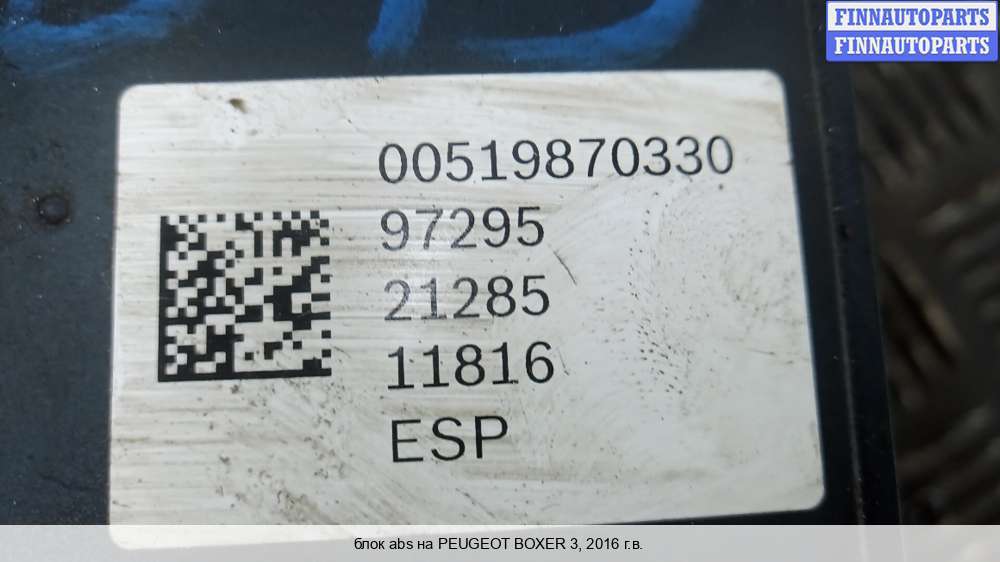 FINNAUTOPARTS
FINNAUTOPARTS
00519870330
97295
21285
11816
ESP
блок abs на PEUGEOT BOXER 3, 2016 г.в.